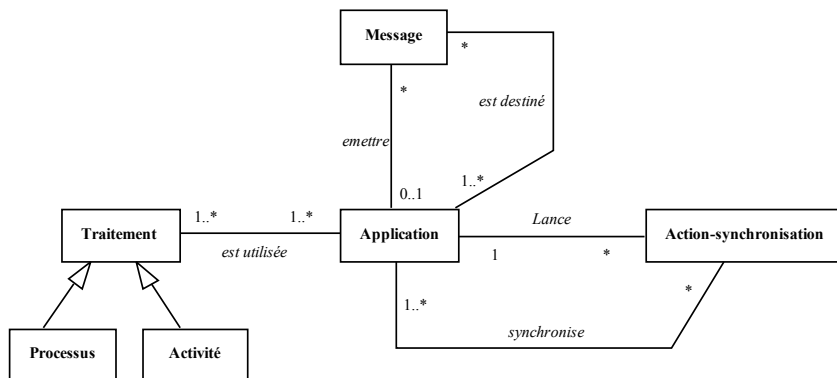 Message
*
*
est destiné
emettre
0..1
1..*
Traitement
1..*
1..*
est utilisée
Application
Lance
1
*
Action-synchronisation
1..*
*
synchronise
Processus
Activité